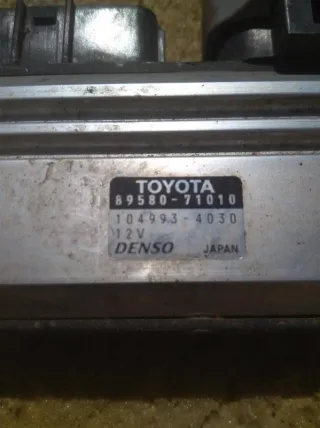 TOYOTA
89580-71010
104993-4030
12V
DENSO JAPAN